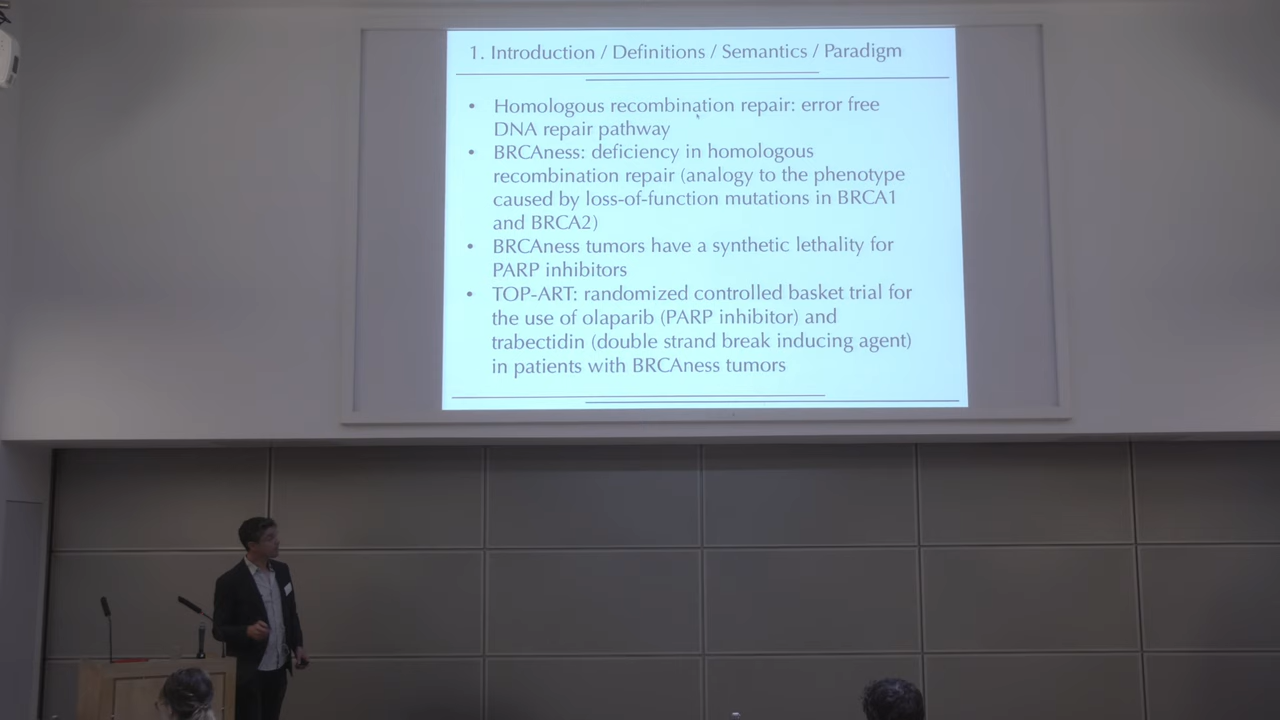 1. Introduction / Definitions / Semantics / Paradigm
• Homologous recombination repair: error free
DNA repair pathway
• BRCAness: deficiency in homologous
recombination repair (analogy to the phenotype
caused by loss-of-function mutations in BRCA1
and BRCA2)
• BRCAness tumors have a synthetic lethality for
PARP inhibitors
• TOP-ART: randomized controlled basket trial for
the use of olaparib (PARP inhibitor) and
trabectidin (double strand break inducing agent)
in patients with BRCAness tumors